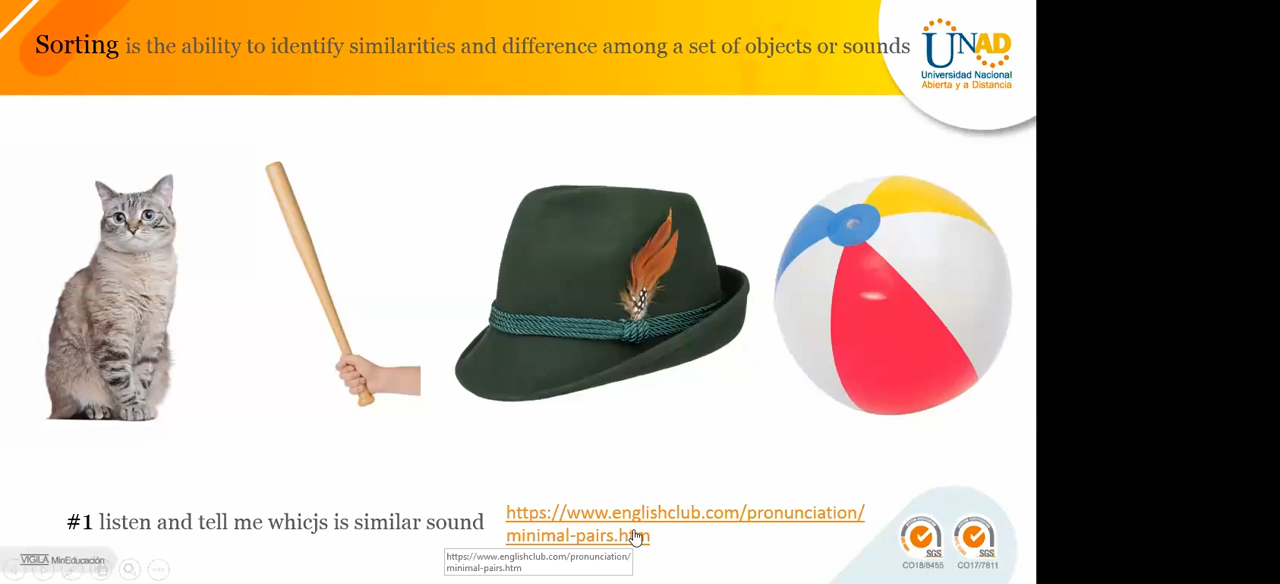 Sorting is the ability to identify similarities and difference among a set of objects or sounds
UNAD
Universidad Nacional
Abierta y a Distancia
#1 listen and tell me whicjs is similar sound
https://www.englishclub.com/pronunciation/
minimal-pairs.htm
https://www.englishclub.com/pronunciation/
minimal-pairs.htm
VIGILADA MinEducación
SGS
SGS
CO18/8455
CO17/7811